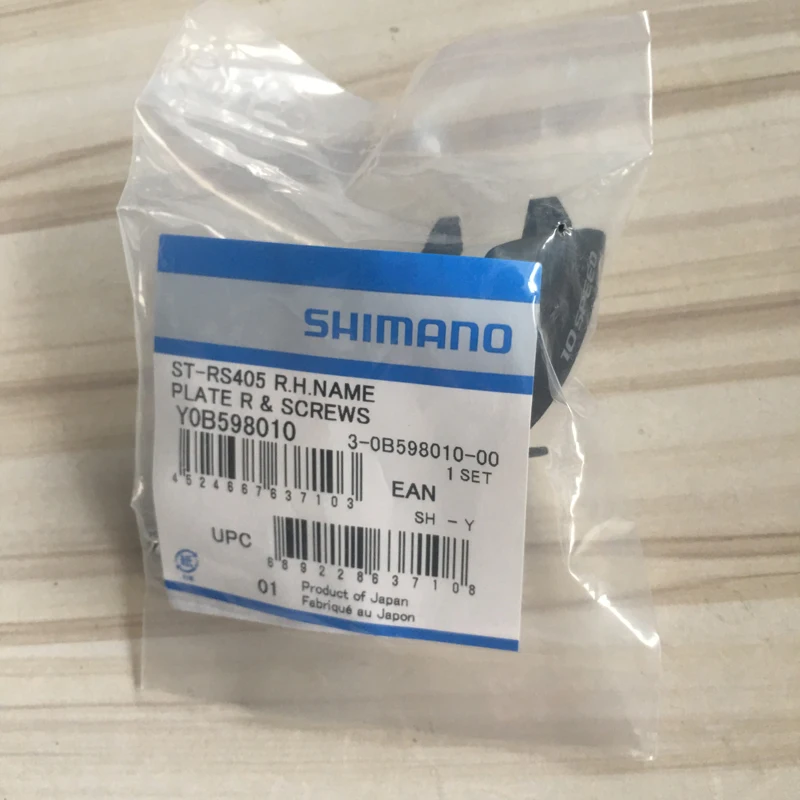 10 SPEED
SHIMANO
ST-RS405 R.H.NAME
PLATE R & SCREWS
Y0B598010
3-0B598010-00
1 SET
4524667637103
EAN
SH - Y
UPC
689228637108
01
Product of Japan
Fabriqué au Japon